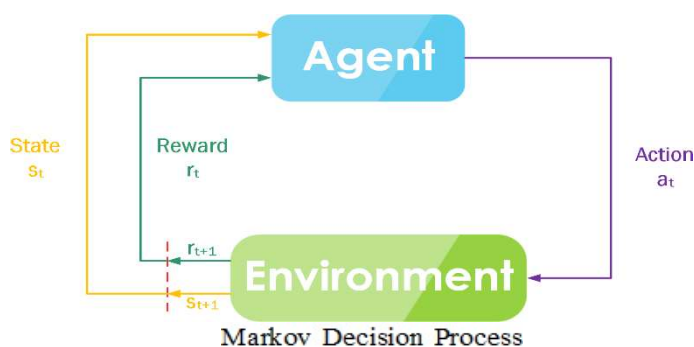 Agent
State
sₜ
Reward
rₜ
Action
aₜ
rₜ₊₁
Environment
sₜ₊₁
Markov Decision Process